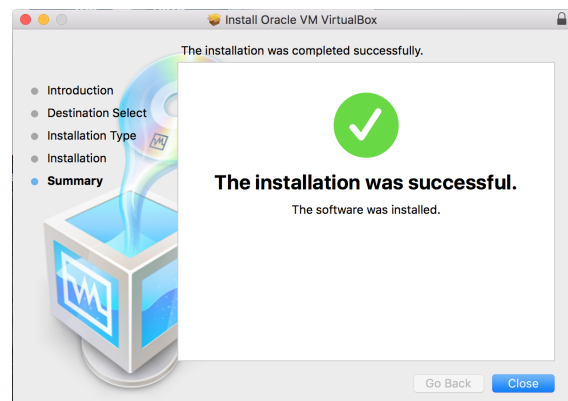 Install Oracle VM VirtualBox
The installation was completed successfully.
Introduction
Destination Select
Installation Type
Installation
Summary
The installation was successful.
The software was installed.
Go Back
Close